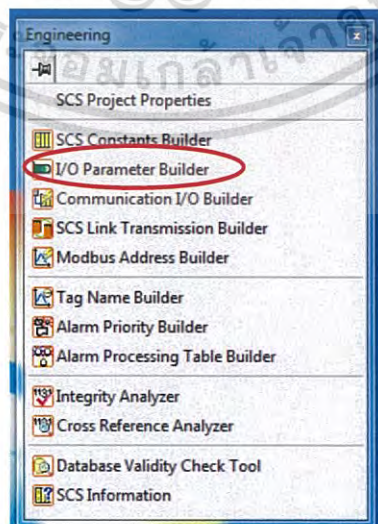 Engineering
SCS Project Properties
SCS Constants Builder
I/O Parameter Builder
Communication I/O Builder
SCS Link Transmission Builder
Modbus Address Builder
Tag Name Builder
Alarm Priority Builder
Alarm Processing Table Builder
Integrity Analyzer
Cross Reference Analyzer
Database Validity Check Tool
SCS Information